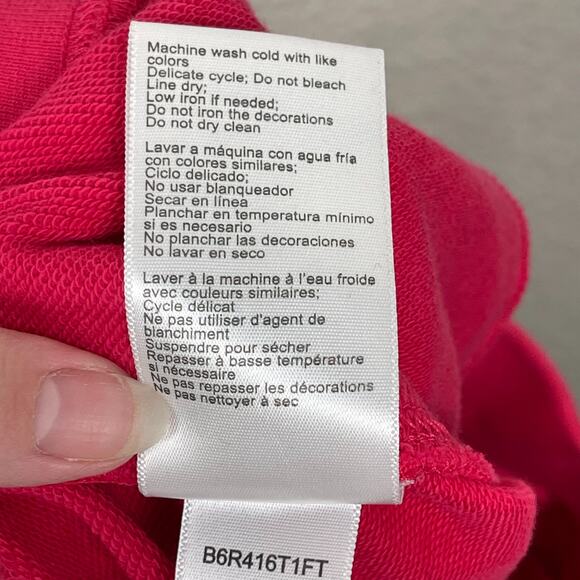 Machine wash cold with like
colors
Delicate cycle; Do not bleach
Line dry;
Low iron if needed;
Do not iron the decorations
Do not dry clean
Lavar a máquina con agua fría
con colores similares;
Ciclo delicado;
No usar blanqueador
Secar en línea
Planchar en temperatura mínimo
si es necesario
No planchar las decoraciones
No lavar en seco
Laver à la machine à l'eau froide
avec couleurs similaires;
Cycle délicat
Ne pas utiliser d'agent de
blanchiment
Suspendre pour sécher
Repasser à basse température
si nécessaire
Ne pas repasser les décorations
Ne pas nettoyer à sec
B6R416T1FT